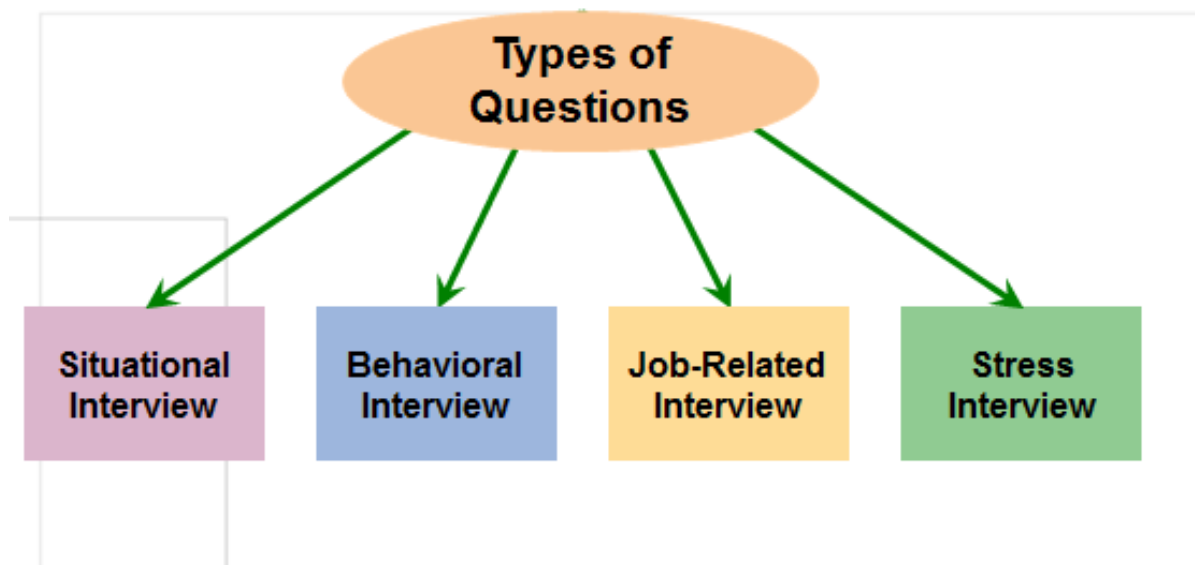 Types of
Questions
Situational
Interview
Behavioral
Interview
Job-Related
Interview
Stress
Interview